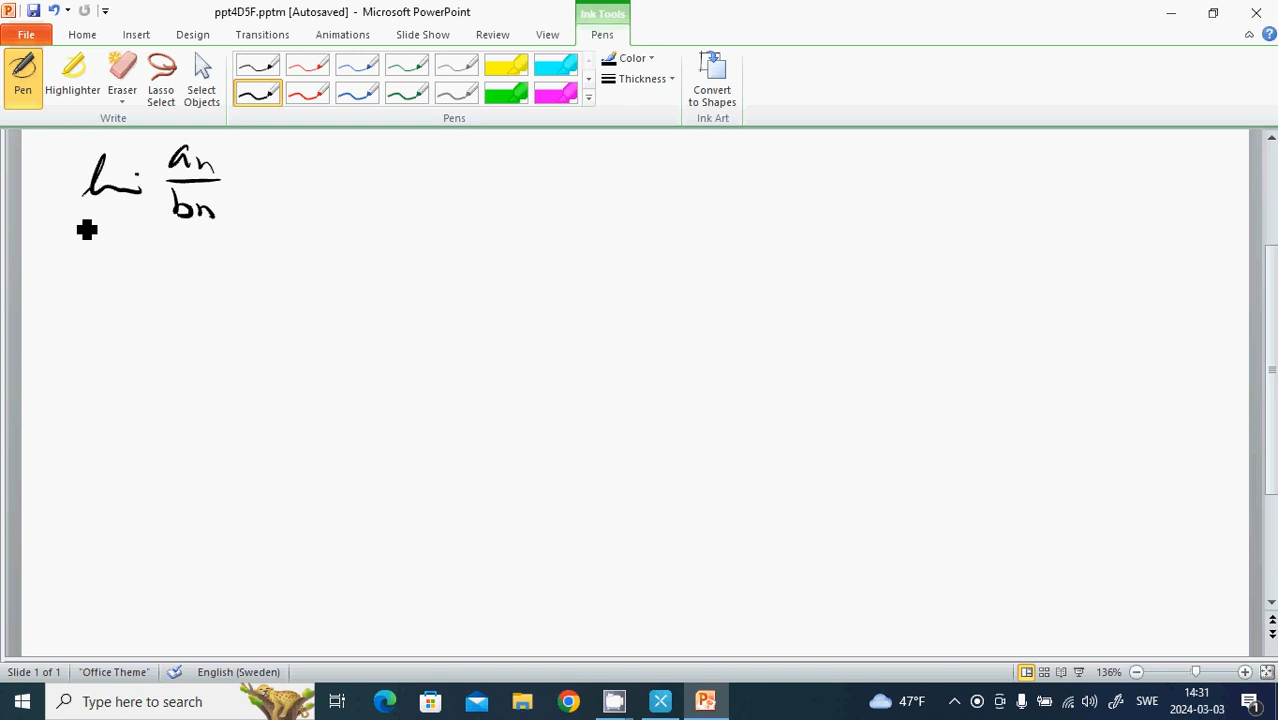 ppt4D5F.pptm [Autosaved] - Microsoft PowerPoint
Ink Tools
File Home Insert Design Transitions Animations Slide Show Review View Pens
Pen Highlighter Eraser Lasso Select Select Objects
Color
Thickness
Convert to Shapes
Write Pens Ink Art
lim an
bn
Slide 1 of 1 "Office Theme" English (Sweden) 136%
Type here to search 47°F SWE 14:31
2024-03-03 1